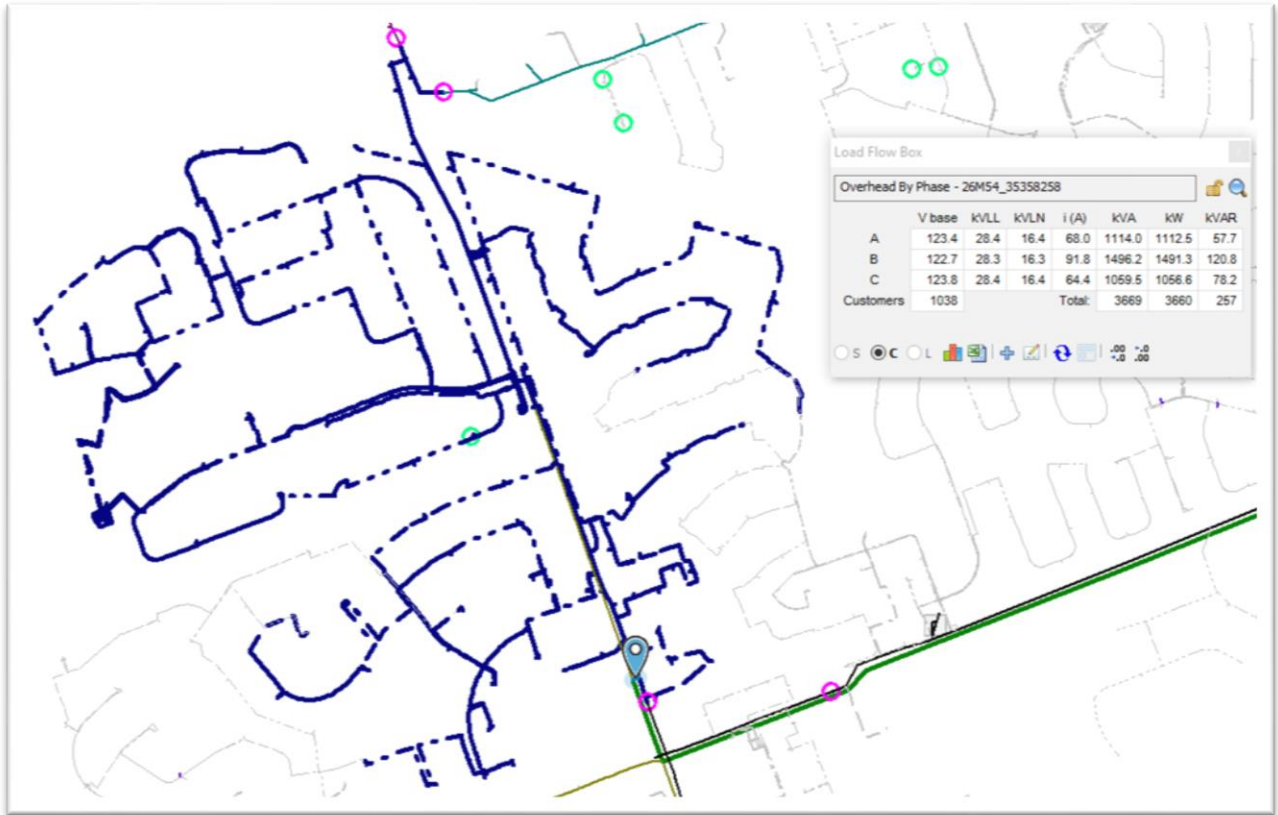 Load Flow Box
Overhead By Phase - 26M54_35358258
V base kVLL kVLN i (A) kVA kW kVAR
A 123.4 28.4 16.4 68.0 1114.0 1112.5 57.7
B 122.7 28.3 16.3 91.8 1496.2 1491.3 120.8
C 123.8 28.4 16.4 64.4 1059.5 1056.6 78.2
Customers 1038 Total: 3669 3660 257
S C L .00 -.0